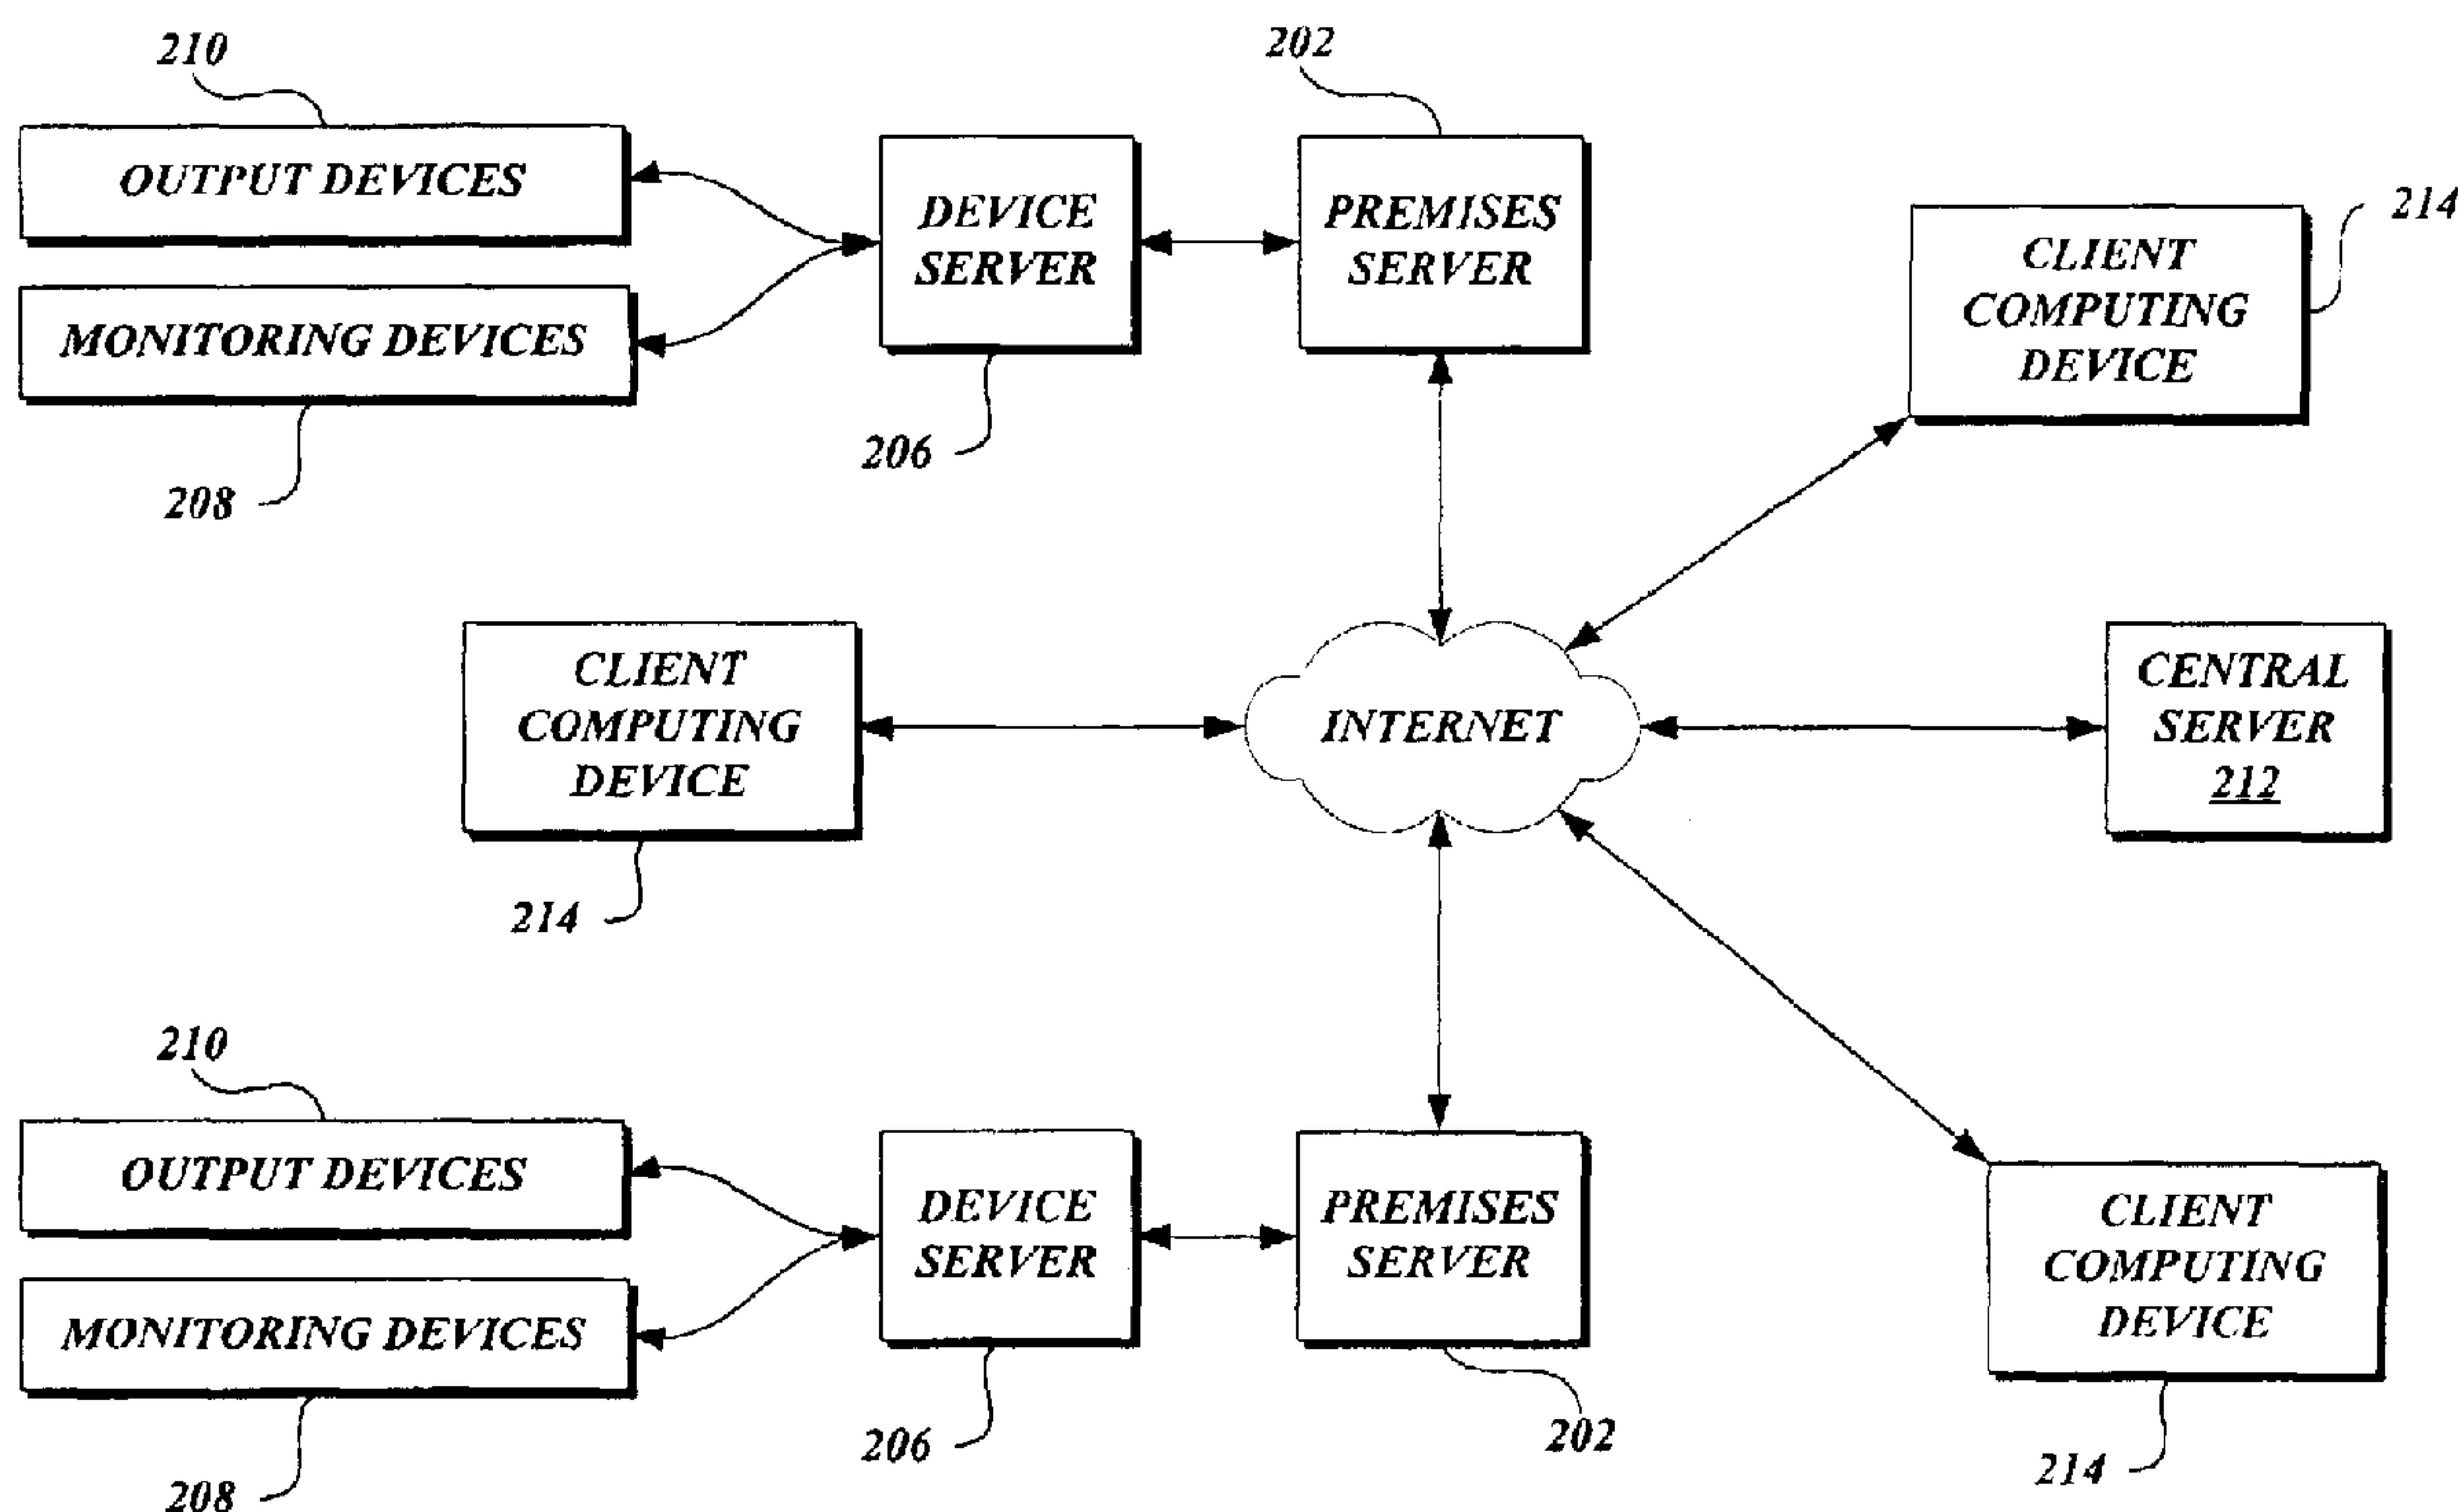 210
202
OUTPUT DEVICES
MONITORING DEVICES
DEVICE
SERVER
PREMISES
SERVER
214
CLIENT
COMPUTING
DEVICE
206
208
CLIENT
COMPUTING
DEVICE
INTERNET
CENTRAL
SERVER
212
214
210
OUTPUT DEVICES
MONITORING DEVICES
DEVICE
SERVER
PREMISES
SERVER
CLIENT
COMPUTING
DEVICE
206
202
214
208